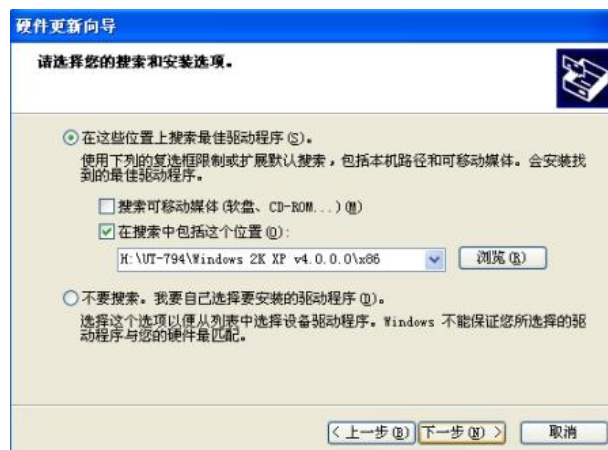 硬件更新向导
请选择您的搜索和安装选项。
在这些位置上搜索最佳驱动程序(S)。
使用下列的复选框限制或扩展默认搜索，包括本机路径和可移动媒体。会安装找
到的最佳驱动程序。
搜索可移动媒体(软盘、CD-ROM...)(M)
在搜索中包括这个位置(O):
H:\UT-794\Windows 2K XP v4.0.0.0\x86
浏览(R)
不要搜索。我要自己选择要安装的驱动程序(D)。
选择这个选项以便从列表中选择设备驱动程序。Windows 不能保证您所选择的驱
动程序与您的硬件最匹配。
< 上一步(B) 下一步(N) > 取消